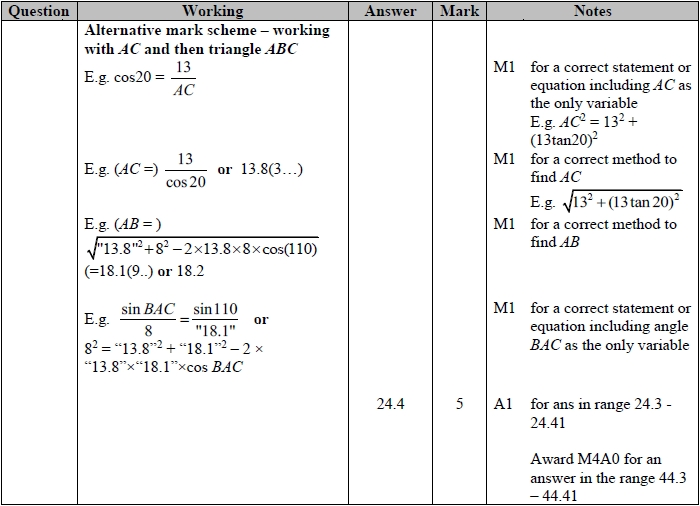 Question Working Answer Mark Notes
Alternative mark scheme – working
with AC and then triangle ABC
E.g. cos20 = 13/AC
M1 for a correct statement or
equation including AC as
the only variable
E.g. AC² = 13² +
(13tan20)²
E.g. (AC =) 13/cos 20 or 13.8(3…)
M1 for a correct method to
find AC
E.g. √(13² + (13 tan 20)²)
E.g. (AB = )
√("13.8"² + 8² − 2×13.8×8×cos(110))
(=18.1(9..) or 18.2
M1 for a correct method to
find AB
E.g. sin BAC/8 = sin110/"18.1" or
8² = “13.8”² + “18.1”² – 2 ×
“13.8”×“18.1”×cos BAC
M1 for a correct statement or
equation including angle
BAC as the only variable
24.4 5 A1 for ans in range 24.3 -
24.41
Award M4A0 for an
answer in the range 44.3
– 44.41